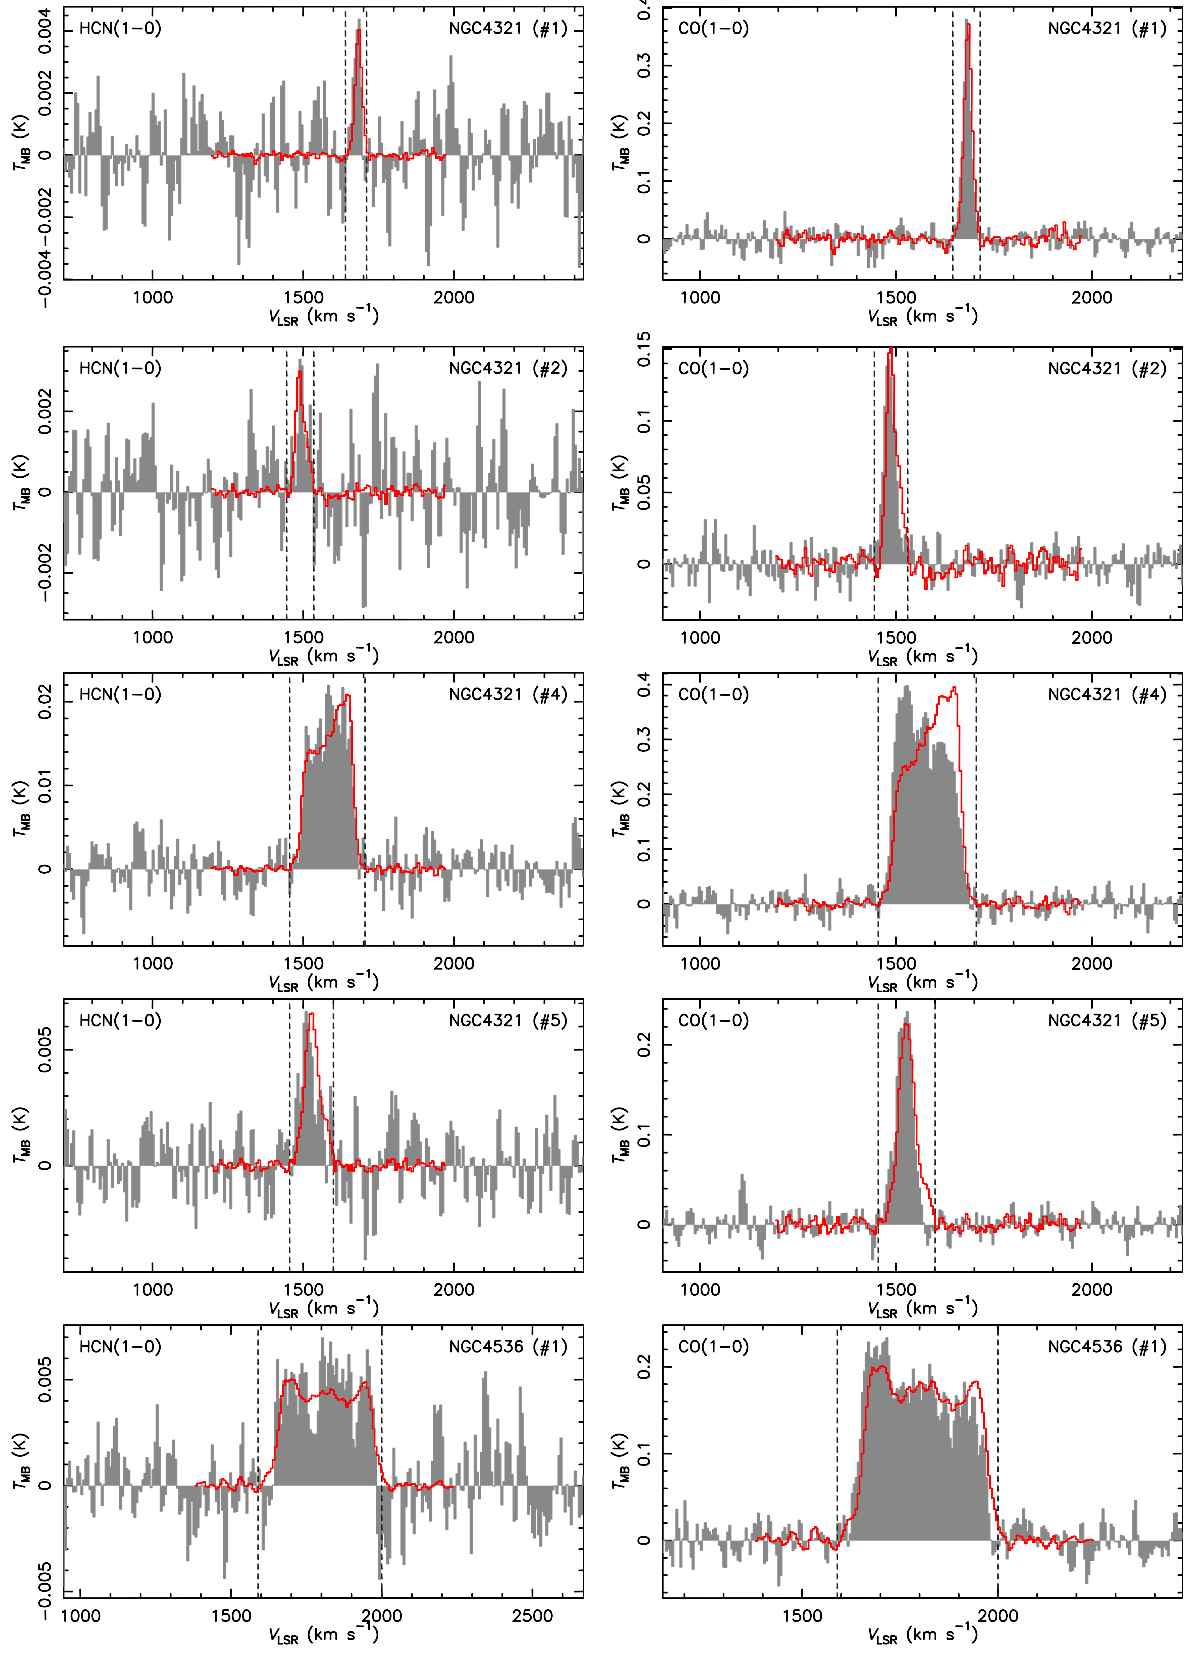 HCN(1−0) NGC4321 (#1)
T_MB (K)
0.004
0.002
0
−0.002
−0.004
1000 1500 2000
V_LSR (km s⁻¹)
CO(1−0) NGC4321 (#1)
T_MB (K)
0.4
0.3
0.2
0.1
0
1000 1500 2000
V_LSR (km s⁻¹)
HCN(1−0) NGC4321 (#2)
T_MB (K)
0.002
0
−0.002
1000 1500 2000
V_LSR (km s⁻¹)
CO(1−0) NGC4321 (#2)
T_MB (K)
0.15
0.1
0.05
0
1000 1500 2000
V_LSR (km s⁻¹)
HCN(1−0) NGC4321 (#4)
T_MB (K)
0.02
0.01
0
1000 1500 2000
V_LSR (km s⁻¹)
CO(1−0) NGC4321 (#4)
T_MB (K)
0.4
0.3
0.2
0.1
0
1000 1500 2000
V_LSR (km s⁻¹)
HCN(1−0) NGC4321 (#5)
T_MB (K)
0.005
0
1000 1500 2000
V_LSR (km s⁻¹)
CO(1−0) NGC4321 (#5)
T_MB (K)
0.2
0.1
0
1000 1500 2000
V_LSR (km s⁻¹)
HCN(1−0) NGC4536 (#1)
T_MB (K)
0.005
0
−0.005
1000 1500 2000 2500
V_LSR (km s⁻¹)
CO(1−0) NGC4536 (#1)
T_MB (K)
0.2
0.1
0
1500 2000
V_LSR (km s⁻¹)